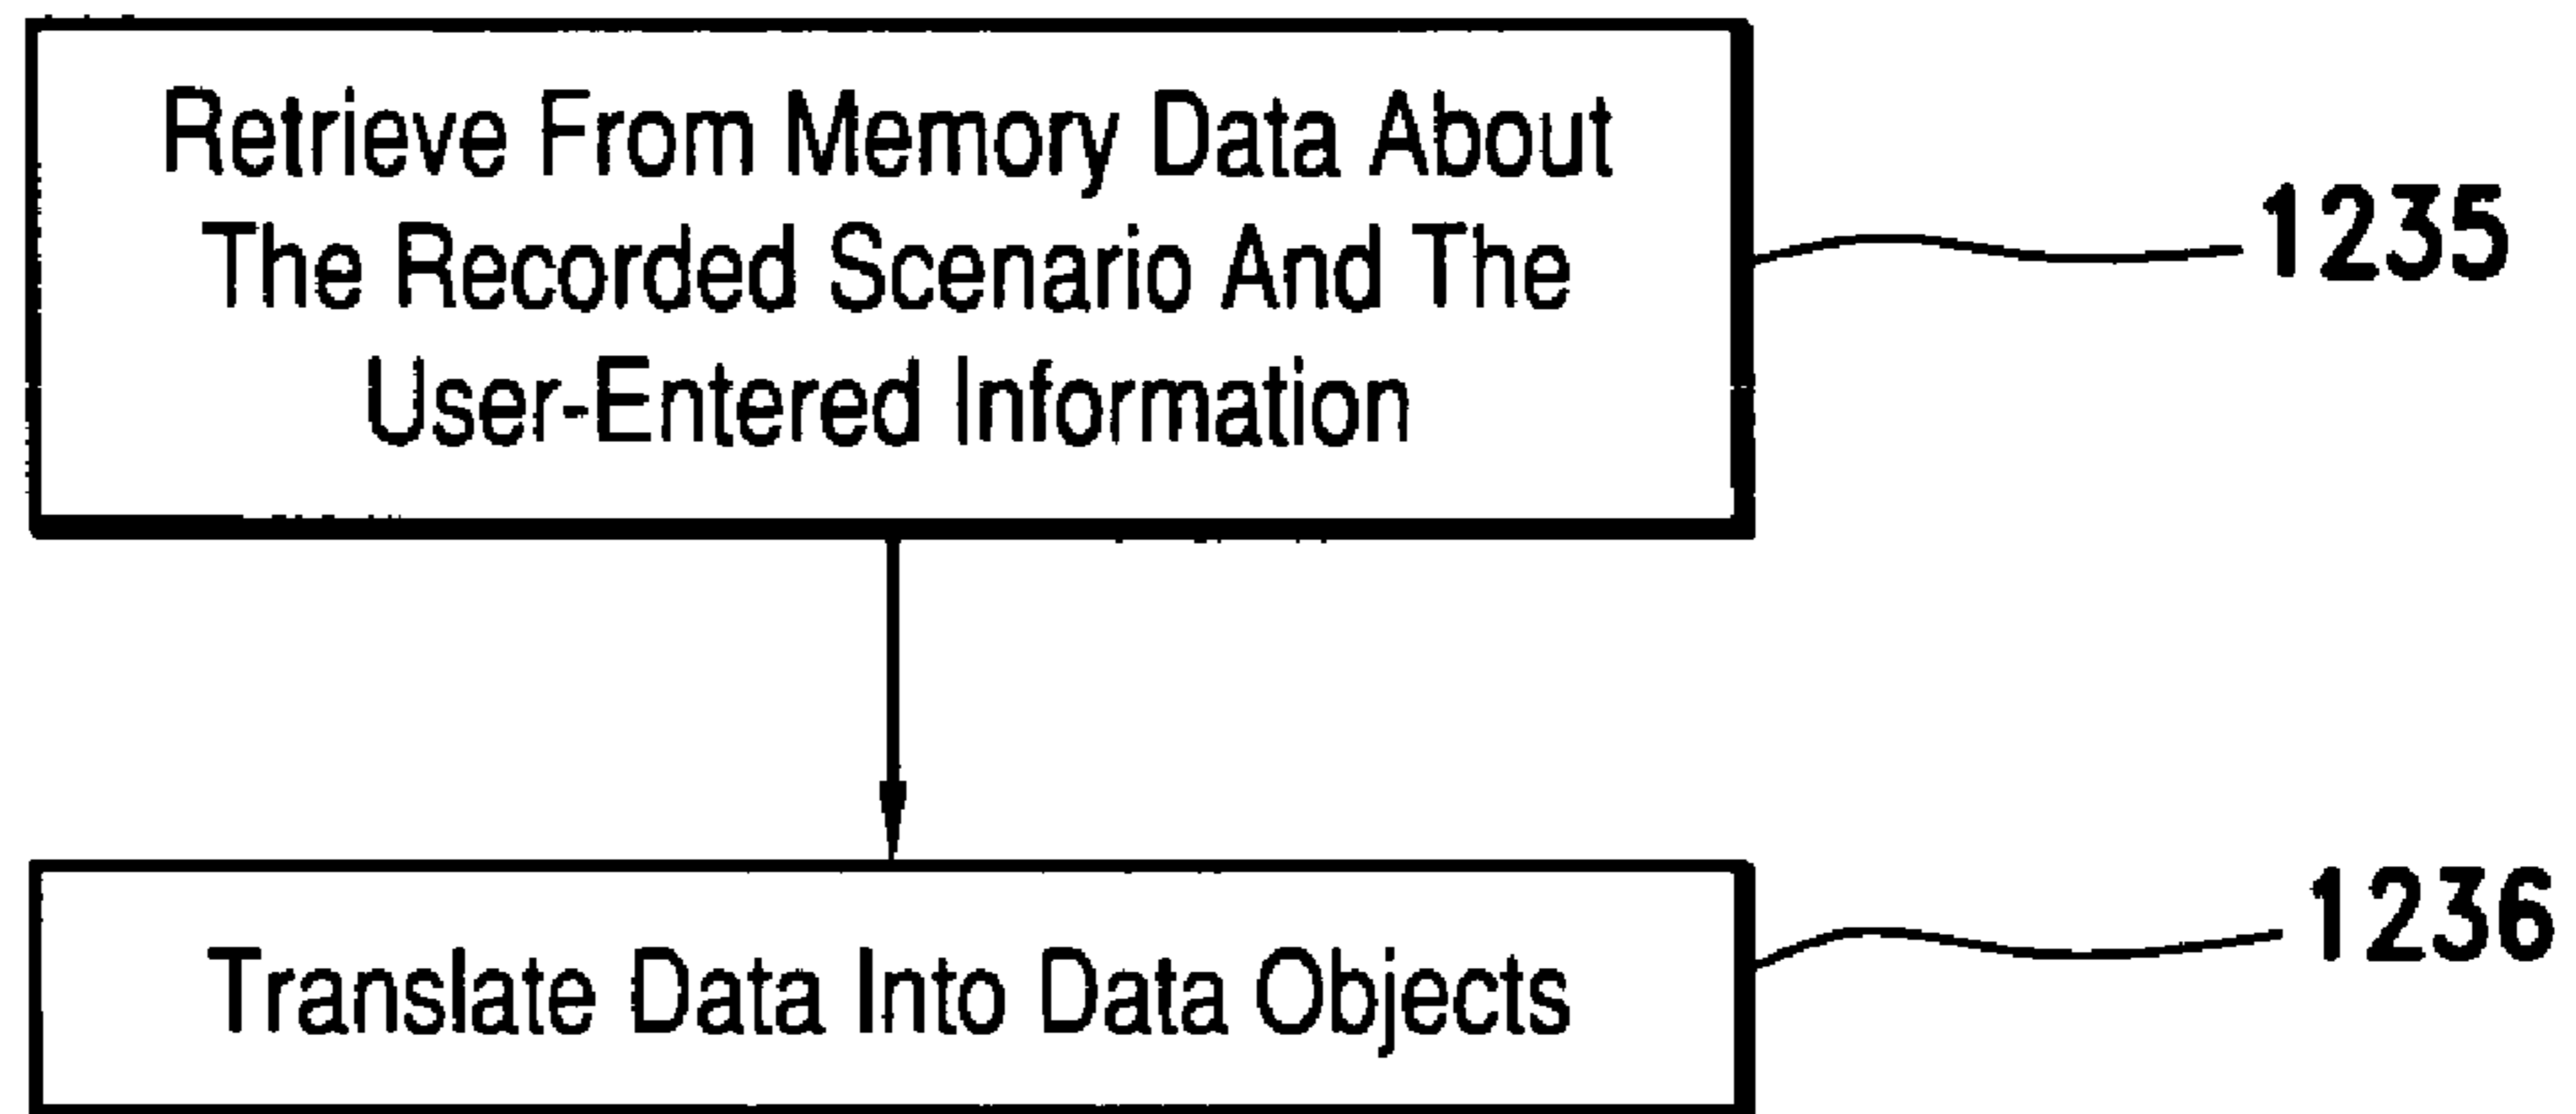 Retrieve From Memory Data About
The Recorded Scenario And The
User-Entered Information
1235
Translate Data Into Data Objects
1236